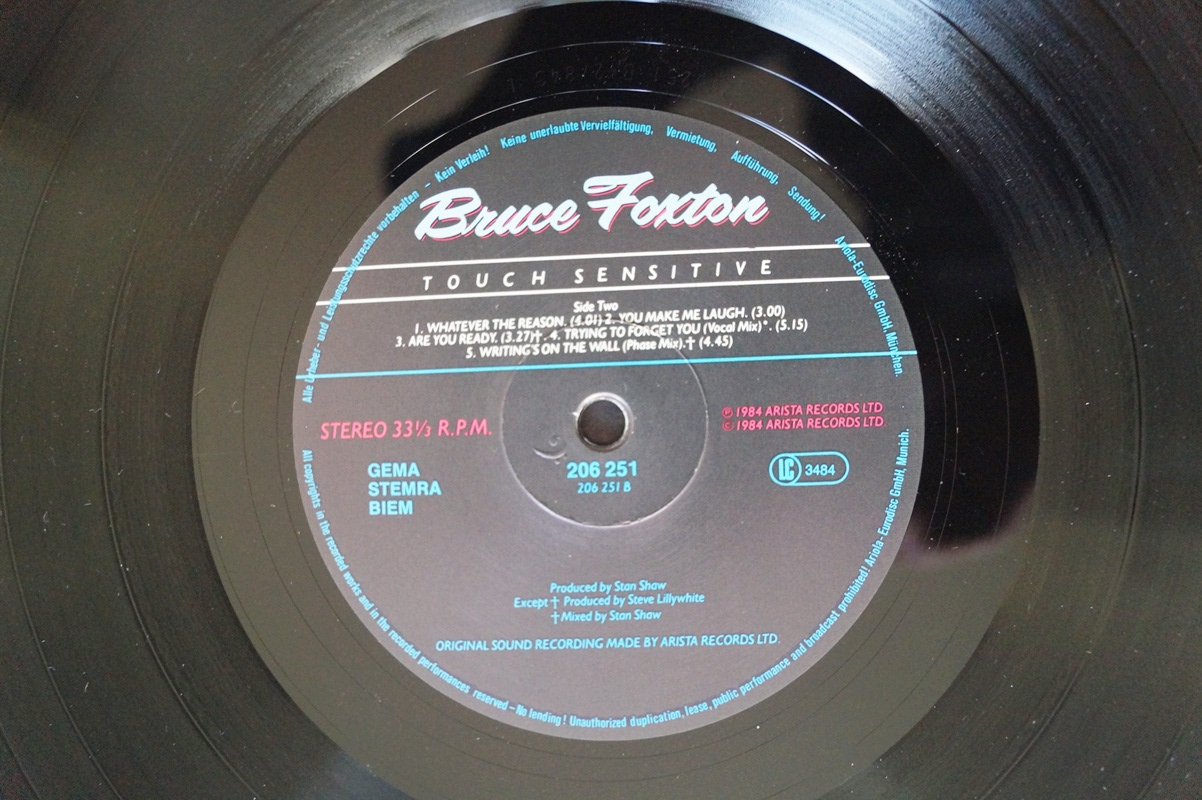 Alle Urheber- und Leistungsschutzrechte vorbehalten – Kein Verleih! Keine unerlaubte Vervielfältigung, Vermietung, Aufführung, Sendung! Ariola-Eurodisc GmbH, München.
Bruce Foxton
TOUCH SENSITIVE
Side Two
1. WHATEVER THE REASON. (4.01) 2. YOU MAKE ME LAUGH. (3.00)
3. ARE YOU READY. (3.27)†. 4. TRYING TO FORGET YOU (Vocal Mix)*. (5.15)
5. WRITING'S ON THE WALL (Phase Mix).† (4.45)
STEREO 33⅓ R.P.M.
℗ 1984 ARISTA RECORDS LTD
© 1984 ARISTA RECORDS LTD
GEMA
STEMRA
BIEM
206 251
206 251 B
LC 3484
Produced by Stan Shaw
Except † Produced by Steve Lillywhite
†Mixed by Stan Shaw
ORIGINAL SOUND RECORDING MADE BY ARISTA RECORDS LTD.
All copyrights in the recorded works and in the recorded performances reserved – No lending! Unauthorized duplication, lease, public performance and broadcast prohibited! Ariola-Eurodisc GmbH, Munich.